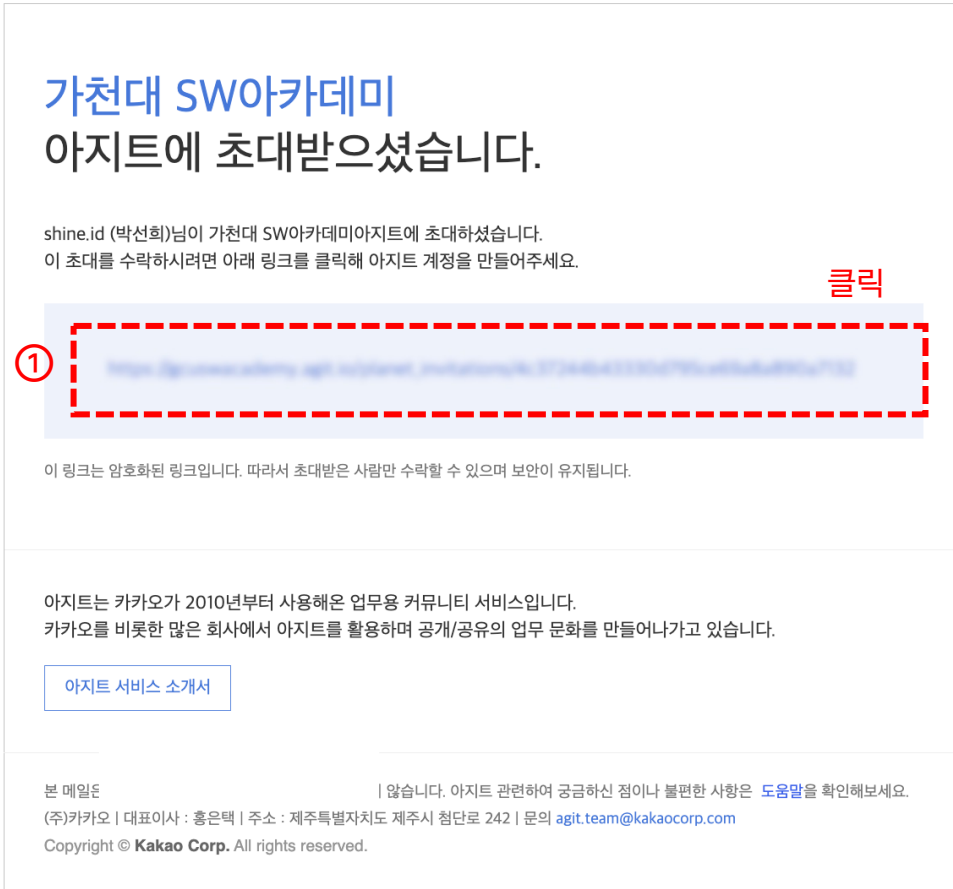 가천대 SW아카데미
아지트에 초대받으셨습니다.
shine.id (박선희)님이 가천대 SW아카데미아지트에 초대하셨습니다.
이 초대를 수락하시려면 아래 링크를 클릭해 아지트 계정을 만들어주세요.
클릭
①
이 링크는 암호화된 링크입니다. 따라서 초대받은 사람만 수락할 수 있으며 보안이 유지됩니다.
아지트는 카카오가 2010년부터 사용해온 업무용 커뮤니티 서비스입니다.
카카오를 비롯한 많은 회사에서 아지트를 활용하며 공개/공유의 업무 문화를 만들어나가고 있습니다.
아지트 서비스 소개서
본 메일은 않습니다. 아지트 관련하여 궁금하신 점이나 불편한 사항은 도움말을 확인해보세요.
(주)카카오 | 대표이사 : 홍은택 | 주소 : 제주특별자치도 제주시 첨단로 242 | 문의 agit.team@kakaocorp.com
Copyright © Kakao Corp. All rights reserved.